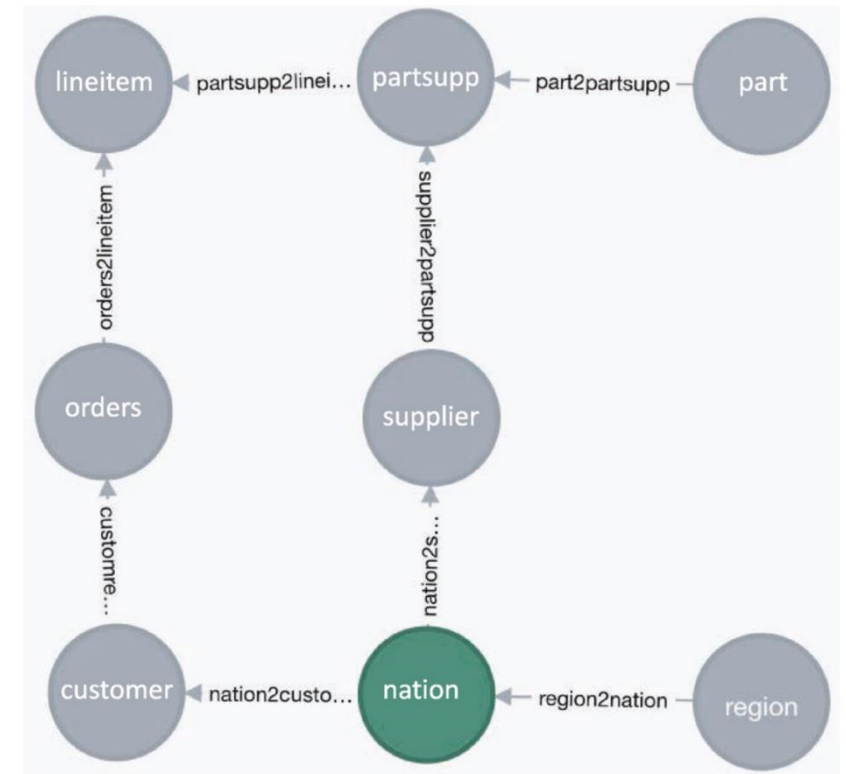 lineitem
partsupp2linei...
partsupp
part2partsupp
part
orders2lineitem
supplier2partsupp
orders
supplier
customre...
nation2s...
customer
nation2custo...
nation
region2nation
region